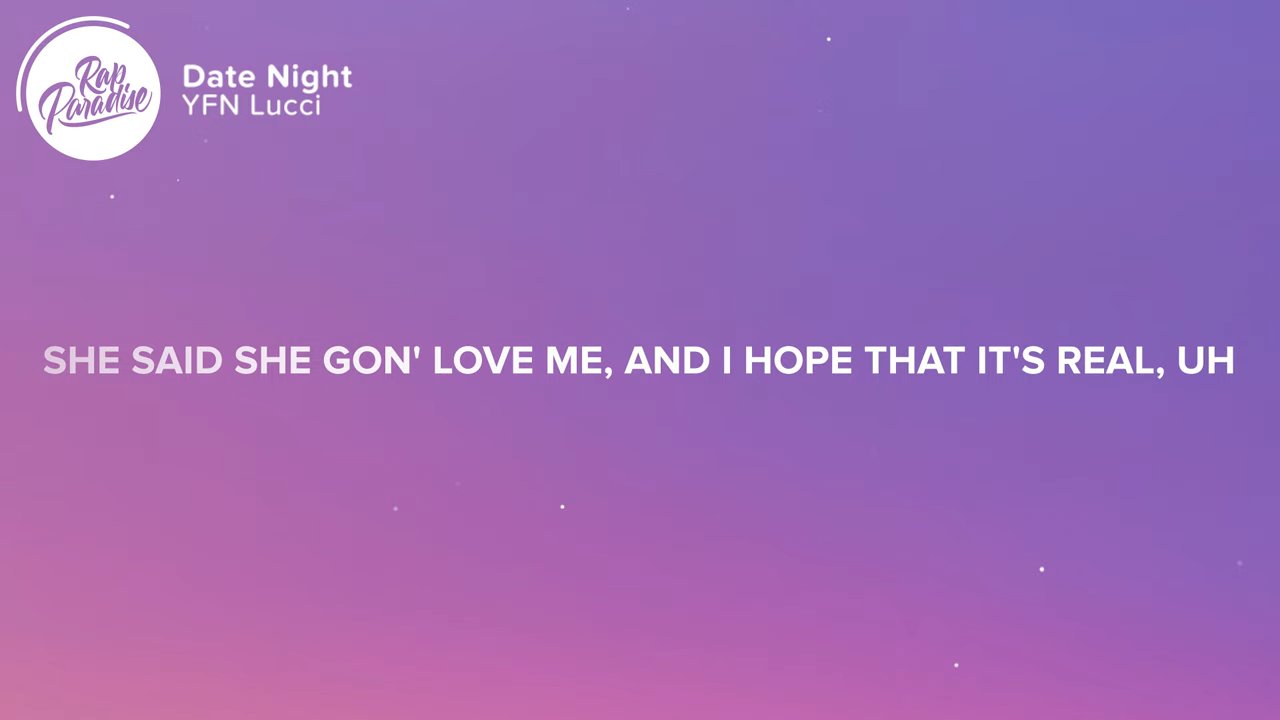 Rap
Paradise
Date Night
YFN Lucci
SHE SAID SHE GON' LOVE ME, AND I HOPE THAT IT'S REAL, UH